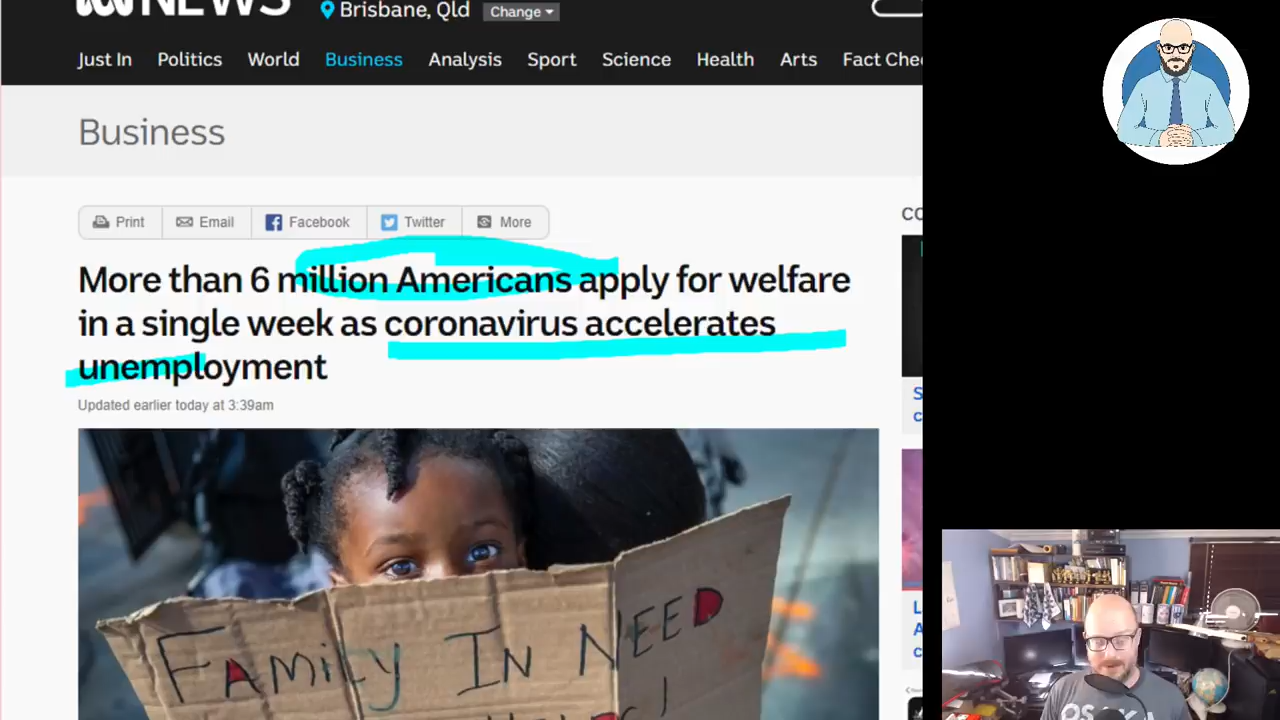 NEWS
Brisbane, Qld
Change
Just In Politics World Business Analysis Sport Science Health Arts Fact
Business
Print Email Facebook Twitter More
More than 6 million Americans apply for welfare
in a single week as coronavirus accelerates
unemployment
Updated earlier today at 3:39am
FAMILY IN NEED